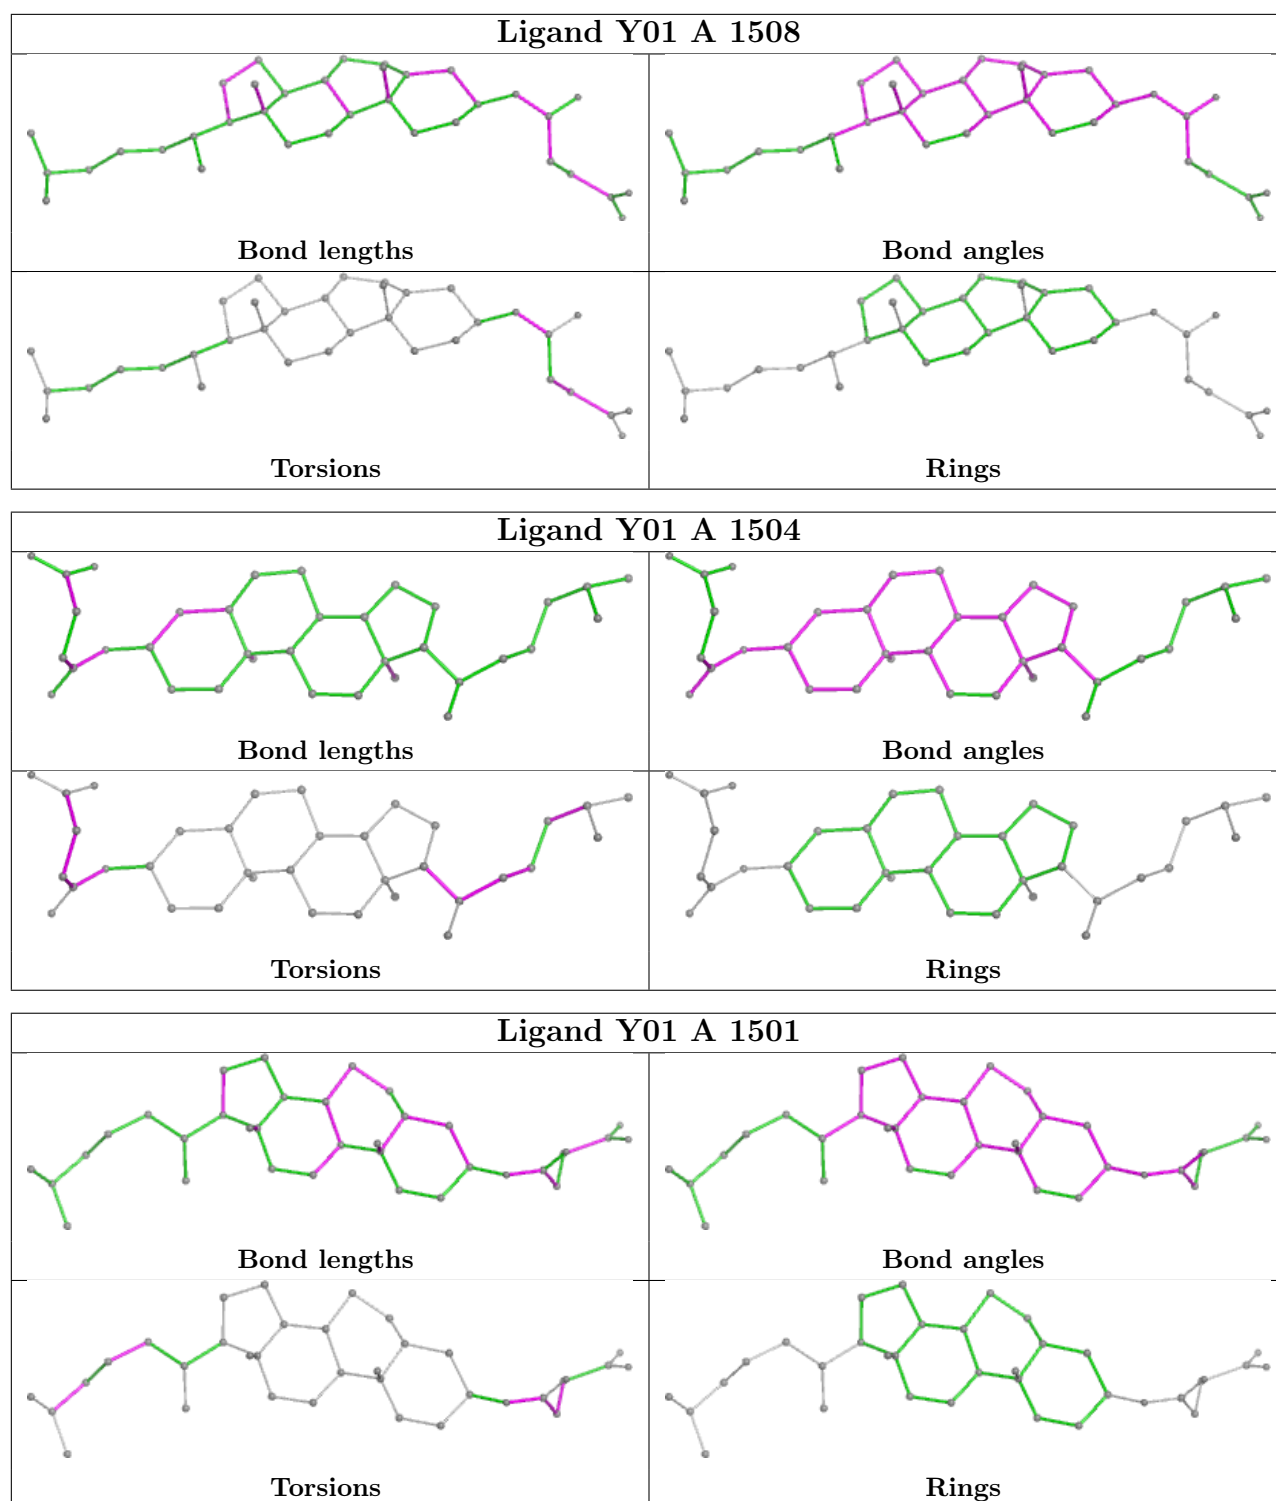 Ligand Y01 A 1508
Bond lengths
Bond angles
Torsions
Rings
Ligand Y01 A 1504
Bond lengths
Bond angles
Torsions
Rings
Ligand Y01 A 1501
Bond lengths
Bond angles
Torsions
Rings